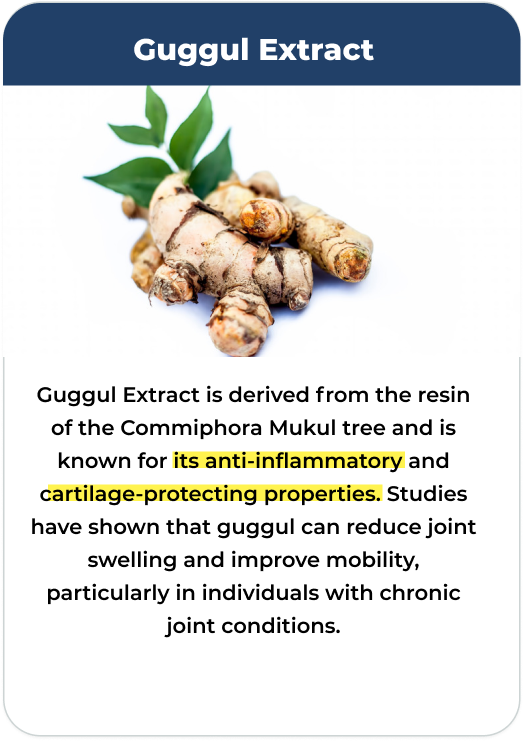 Guggul Extract
Guggul Extract is derived from the resin
of the Commiphora Mukul tree and is
known for its anti-inflammatory and
cartilage-protecting properties. Studies
have shown that guggul can reduce joint
swelling and improve mobility,
particularly in individuals with chronic
joint conditions.